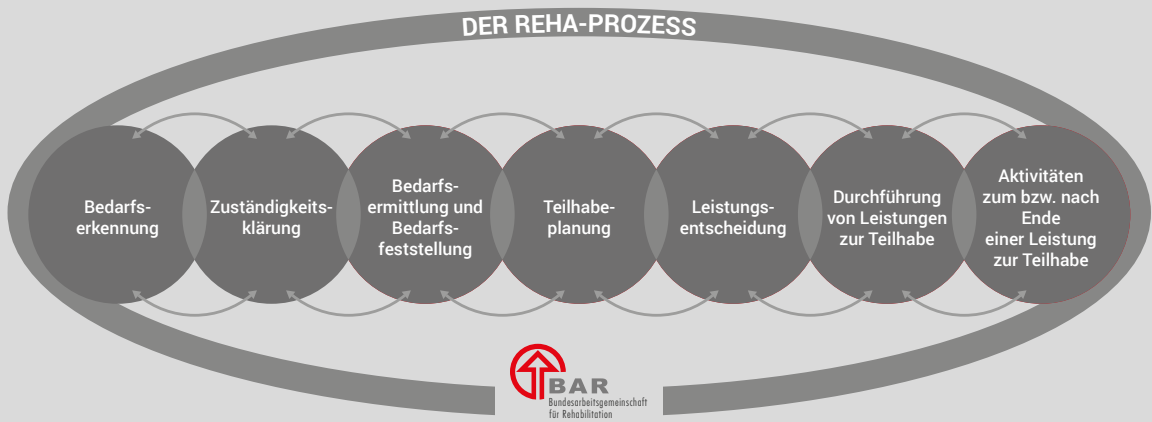 DER REHA-PROZESS
Bedarfs-
erkennung
Zuständigkeits-
klärung
Bedarfs-
ermittlung und
Bedarfs-
feststellung
Teilhabe-
planung
Leistungs-
entscheidung
Durchführung
von Leistungen
zur Teilhabe
Aktivitäten
zum bzw. nach
Ende
einer Leistung
zur Teilhabe
BAR
Bundesarbeitsgemeinschaft
für Rehabilitation